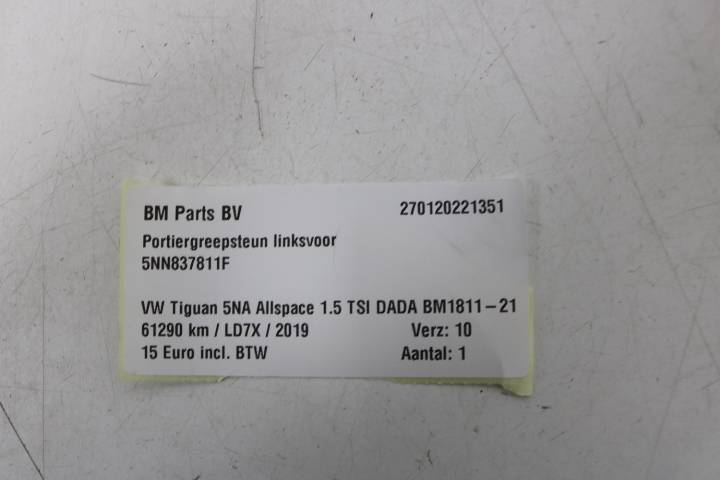 BM Parts BV 270120221351
Portiergreepsteun linksvoor
5NN837811F
VW Tiguan 5NA Allspace 1.5 TSI DADA BM1811-21
61290 km / LD7X / 2019 Verz: 10
15 Euro incl. BTW Aantal: 1